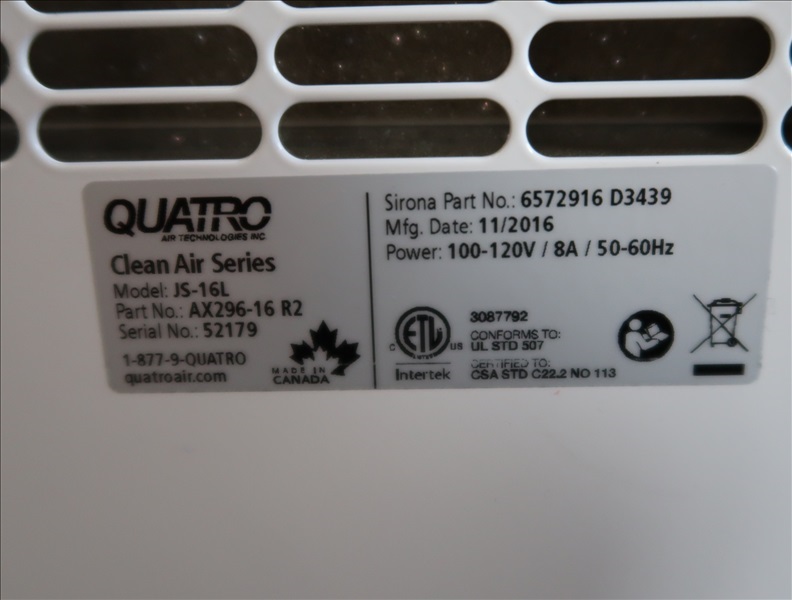 QUATRO
AIR TECHNOLOGIES INC
Clean Air Series
Model: JS-16L
Part No.: AX296-16 R2
Serial No.: 52179
1-877-9-QUATRO
quatroair.com
MADE IN
CANADA
Sirona Part No.: 6572916 D3439
Mfg. Date: 11/2016
Power: 100-120V / 8A / 50-60Hz
C ETL US
Intertek
3087792
CONFORMS TO:
UL STD 507
CERTIFIED TO:
CSA STD C22.2 NO 113